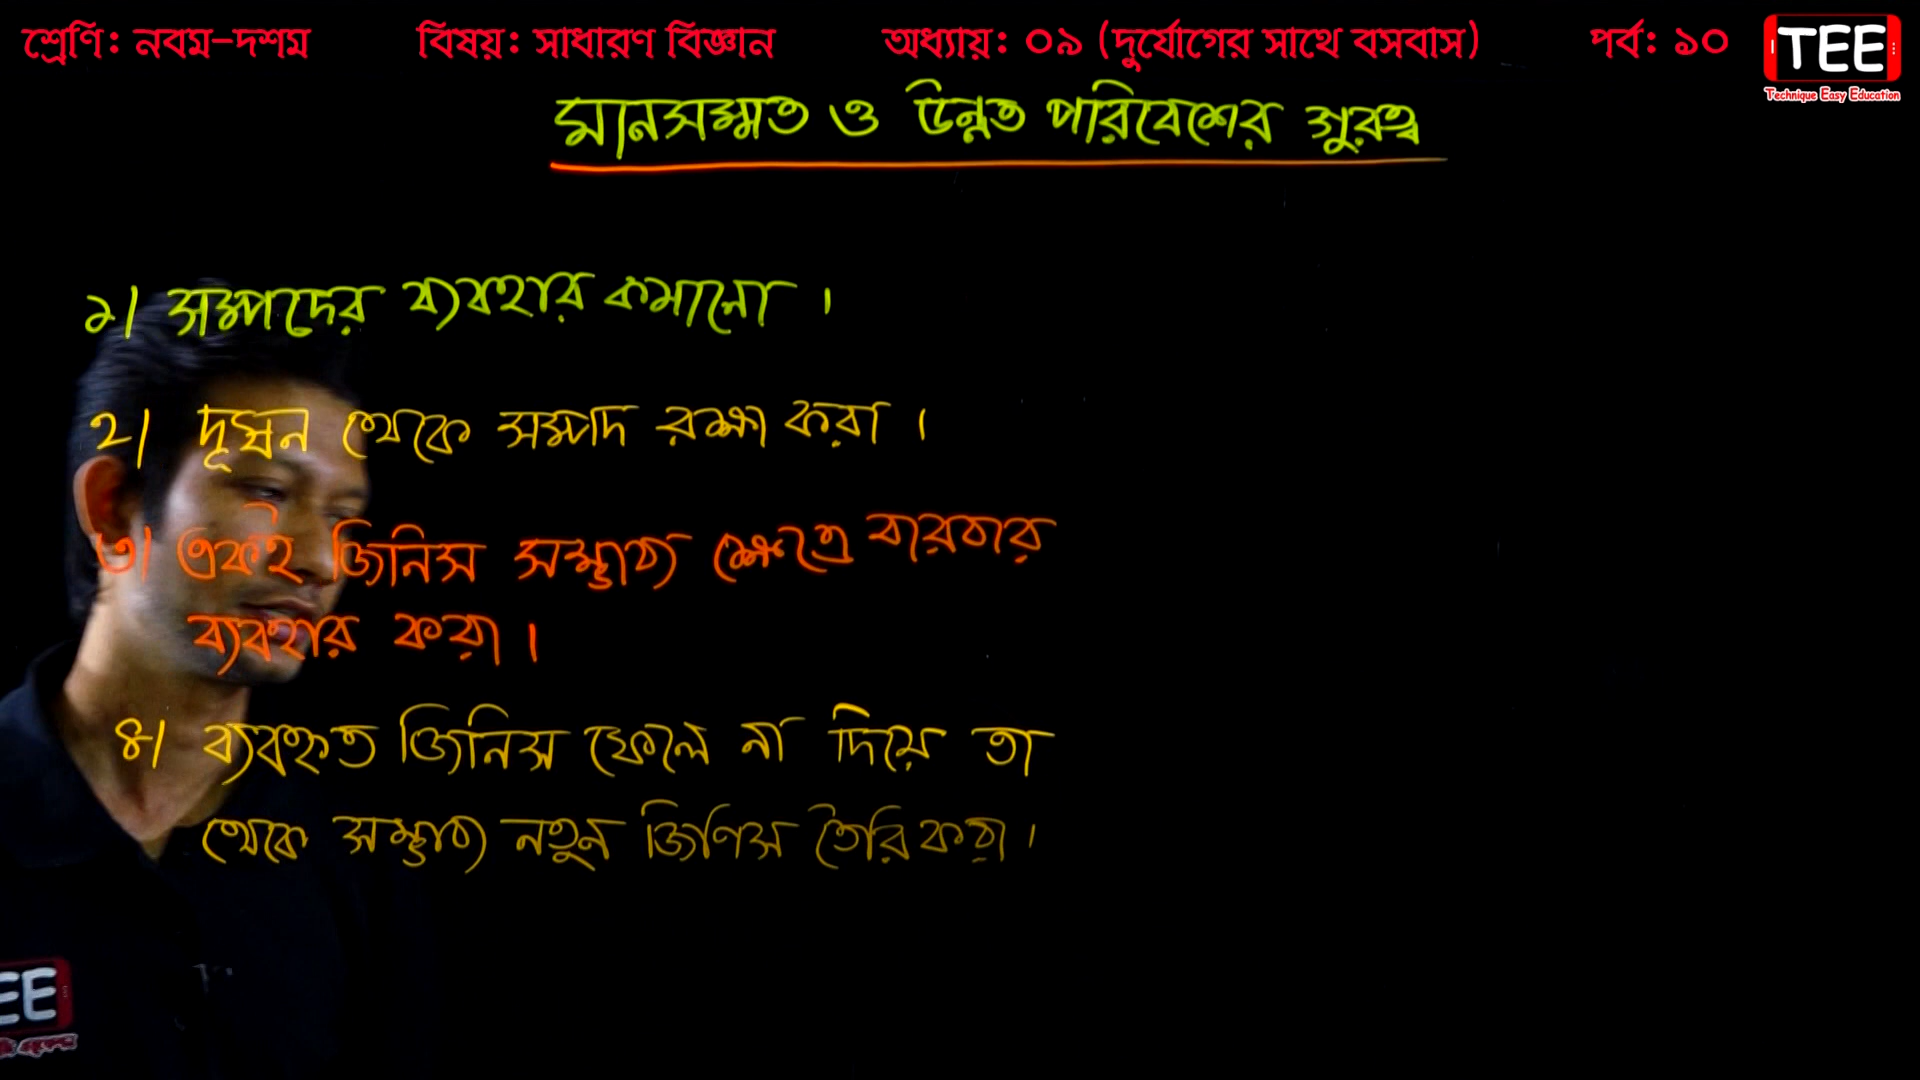 শ্রেণি: নবম-দশম বিষয়: সাধারণ বিজ্ঞান অধ্যায়: ০৯ (দুর্যোগের সাথে বসবাস) পর্ব: ১০
TEE
Technique Easy Education
মানসম্মত ও উন্নত পরিবেশের গুরুত্ব
১। সম্পদের ব্যবহার কমানো ।
২। দূষন থেকে সম্পদ রক্ষা করা ।
৩। একই জিনিস সম্ভাব্য ক্ষেত্রে বারবার
ব্যবহার করা ।
৪। ব্যবহৃত জিনিস ফেলে না দিয়ে তা
থেকে সম্ভাব্য নতুন জিণিস তৈরি করা ।
EE